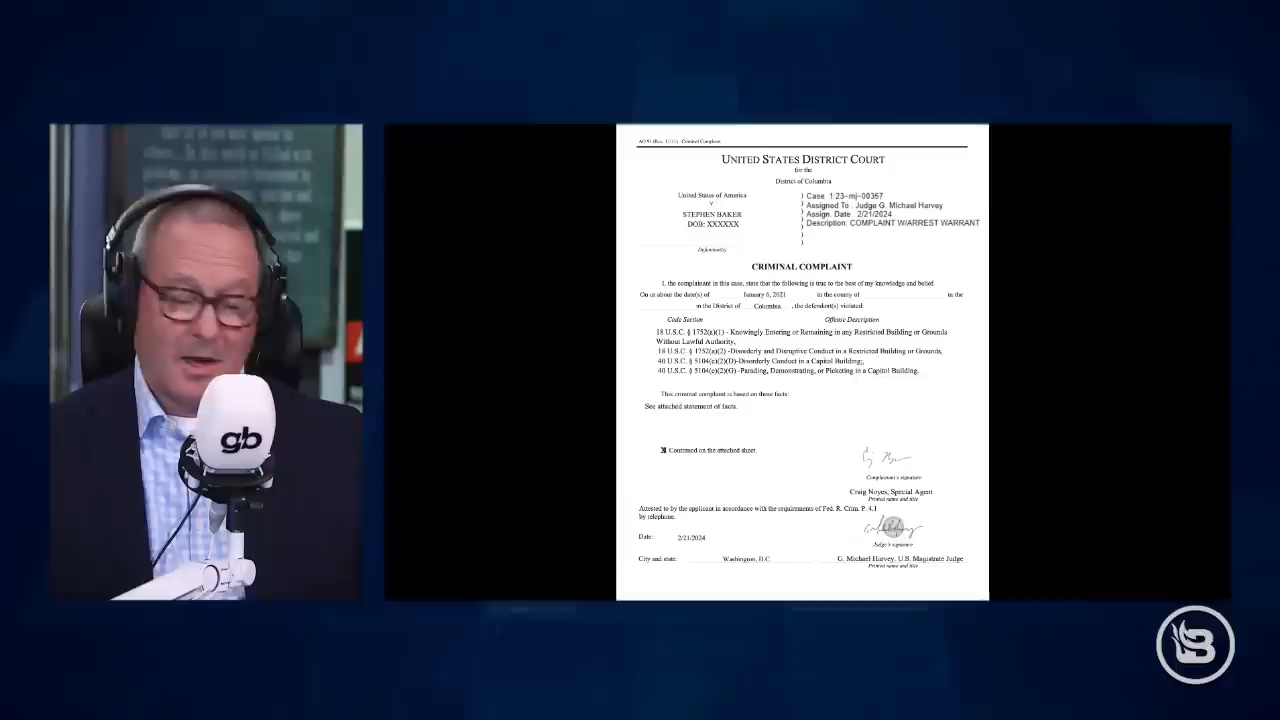 gb
AO 91 (Rev. 11/11) Criminal Complaint
UNITED STATES DISTRICT COURT
for the
District of Columbia
United States of America
v
STEPHEN BAKER
DOB: XXXXXX
Defendant(s)
)
)
)
)
)
)
Case 1:23-mj-00357
Assigned To : Judge G. Michael Harvey
Assign. Date 2/21/2024
Description: COMPLAINT W/ARREST WARRANT
CRIMINAL COMPLAINT
I, the complainant in this case, state that the following is true to the best of my knowledge and belief.
On or about the date(s) of January 6, 2021 in the county of in the
in the District of Columbia , the defendant(s) violated:
Code Section Offense Description
18 U.S.C. § 1752(a)(1) - Knowingly Entering or Remaining in any Restricted Building or Grounds
Without Lawful Authority,
18 U.S.C. § 1752(a)(2) -Disorderly and Disruptive Conduct in a Restricted Building or Grounds,
40 U.S.C. § 5104(e)(2)(D)-Disorderly Conduct in a Capitol Building;,
40 U.S.C. § 5104(e)(2)(G) -Parading, Demonstrating, or Picketing in a Capitol Building.
This criminal complaint is based on these facts:
See attached statement of facts.
Continued on the attached sheet.
Complainant's signature
Craig Noyes, Special Agent
Printed name and title
Attested to by the applicant in accordance with the requirements of Fed. R. Crim. P. 4.1
by telephone.
Date: 2/21/2024
Judge's signature
City and state: Washington, D.C.
G. Michael Harvey, U.S. Magistrate Judge
Printed name and title
B